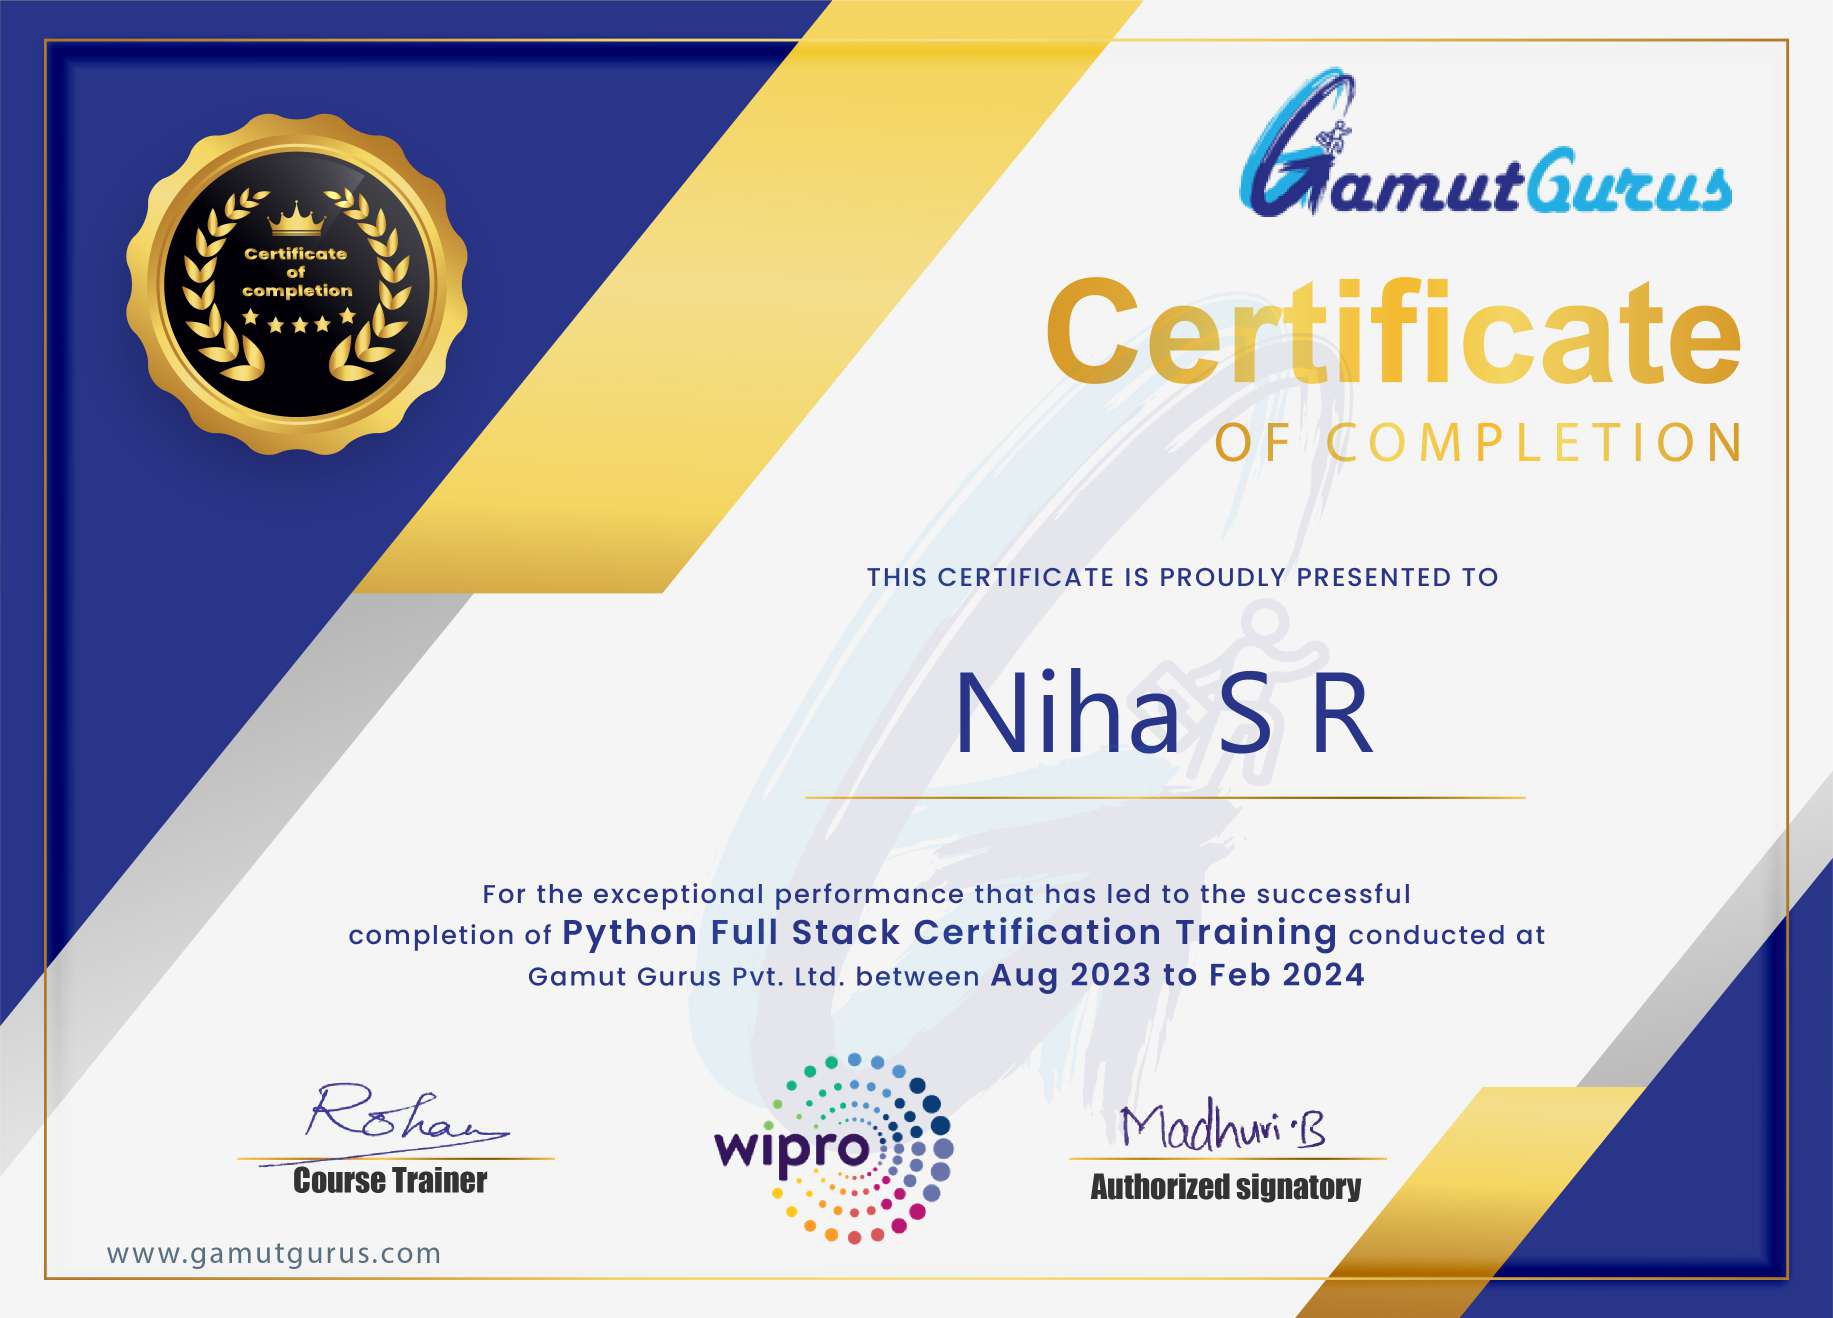 GamutGurus
Certificate
of
completion
Certificate
OF COMPLETION
THIS CERTIFICATE IS PROUDLY PRESENTED TO
Niha S R
For the exceptional performance that has led to the successful
completion of Python Full Stack Certification Training conducted at
Gamut Gurus Pvt. Ltd. between Aug 2023 to Feb 2024
Rohan
Course Trainer
wipro
Madhuri.B
Authorized signatory
www.gamutgurus.com